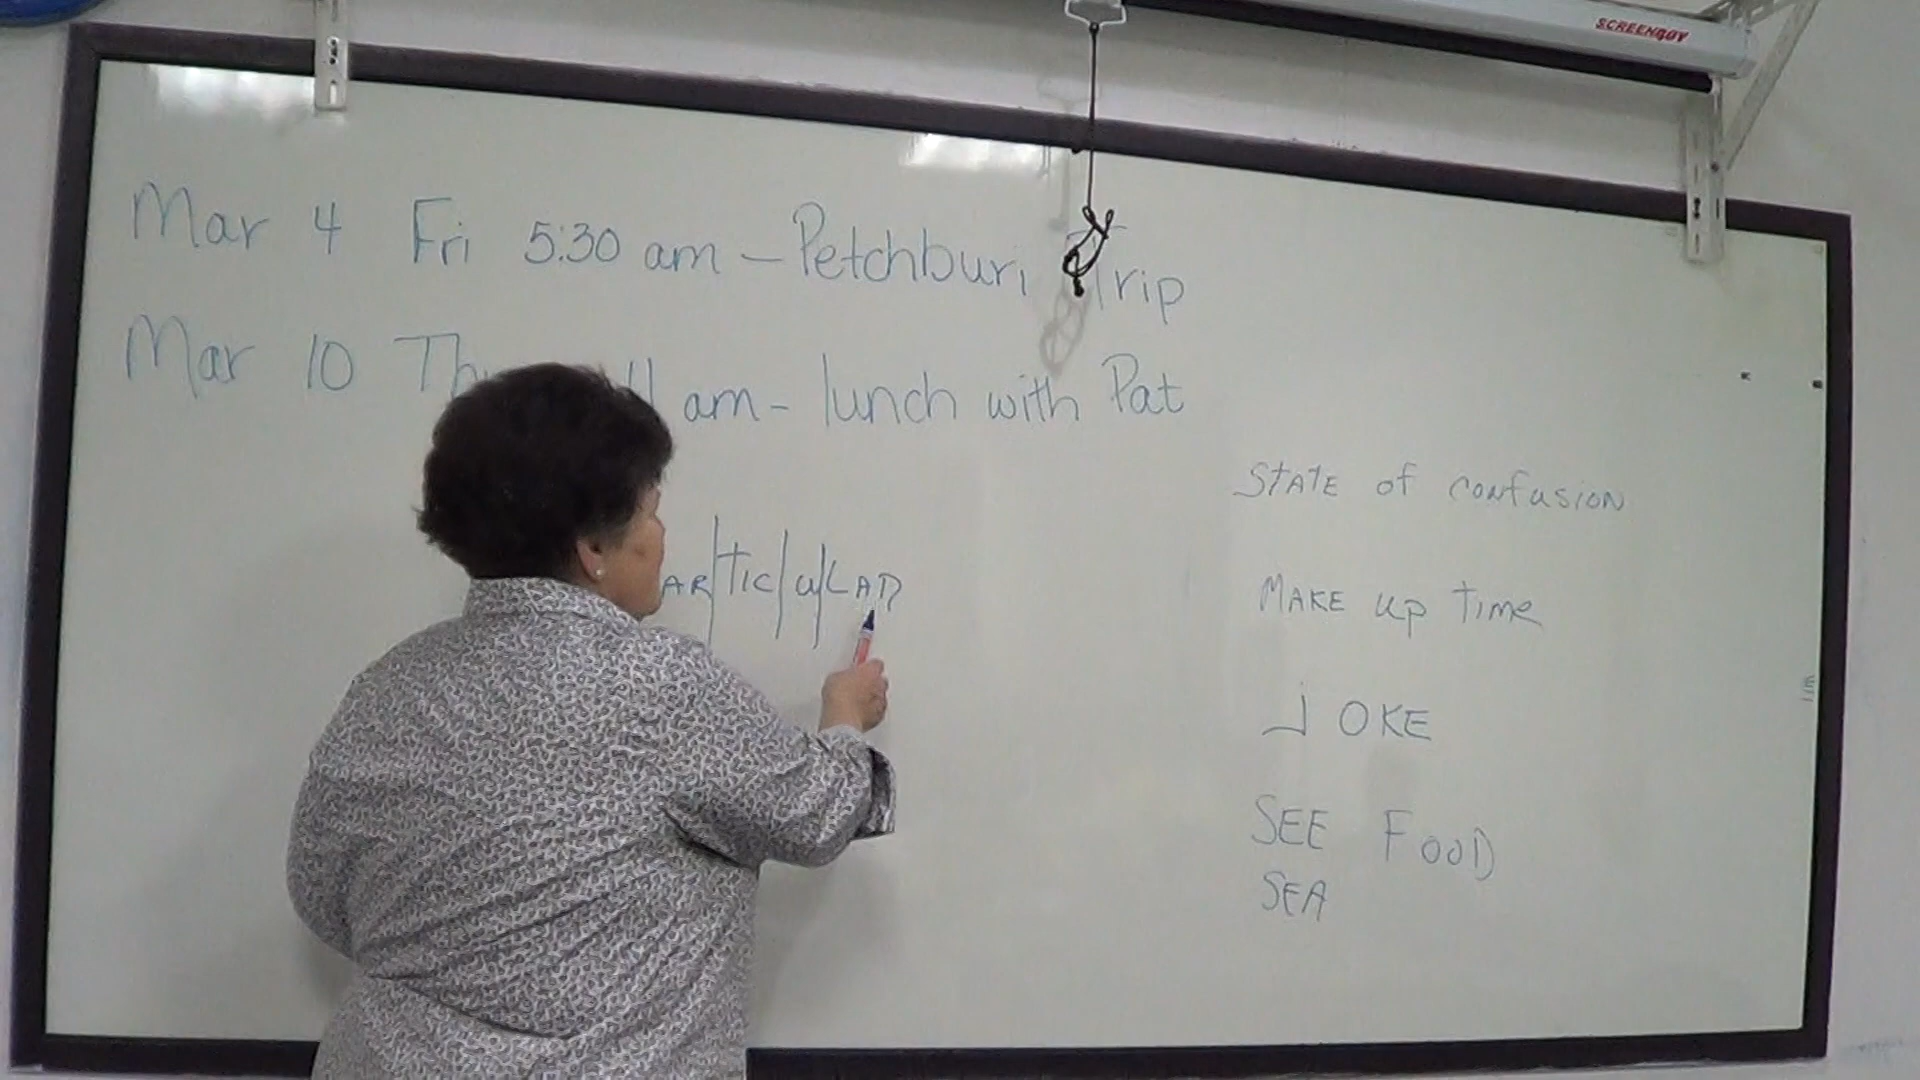 SCREENBOY
Mar 4 Fri 5:30 am - Petchburi Trip
Mar 10 11 am - lunch with Pat
STATE of confusion
AR/TIC/u/LAR
MAKE up time
JOKE
SEE FOOD
SEA